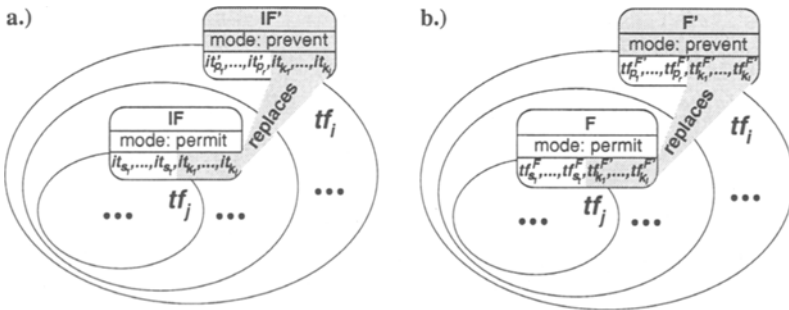 a.)
IF'
mode: prevent
it'p1,...,it'pr,itk1,...,itkl
replaces
IF
mode: permit
its1,...,its1,itk1,...,itkl
tfi
tfj
... ... ...
b.)
F'
mode: prevent
tfF'p1,...,tfF'pr,tfF'k1,...,tfF'kl
replaces
F
mode: permit
tfFs1,...,tfFs1,tfF'k1,...,tfF'kl
tfi
tfj
... ... ...